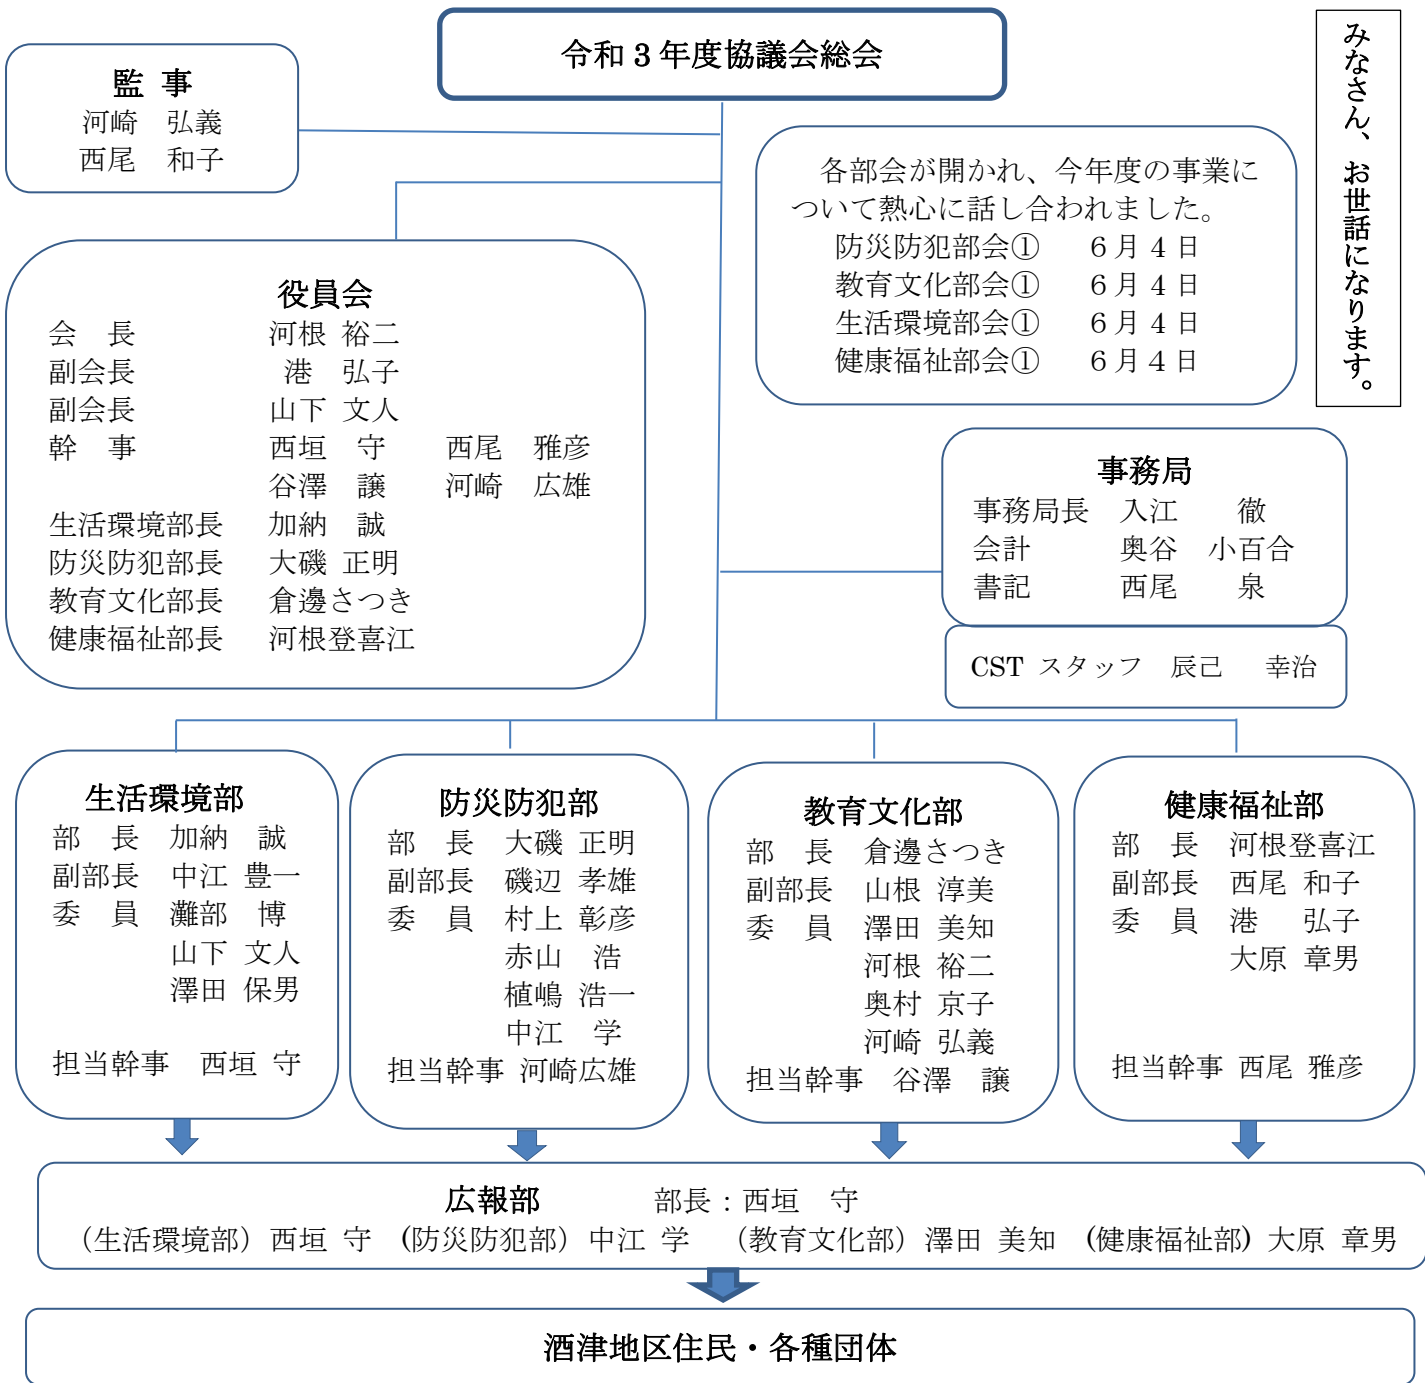 令和 3 年度協議会総会
みなさん、お世話になります。
監 事
河崎 弘義
西尾 和子
各部会が開かれ、今年度の事業に
ついて熱心に話し合われました。
防災防犯部会① 6 月 4 日
教育文化部会① 6 月 4 日
生活環境部会① 6 月 4 日
健康福祉部会① 6 月 4 日
役員会
会 長 河根 裕二
副会長 港 弘子
副会長 山下 文人
幹 事 西垣 守 西尾 雅彦
谷澤 譲 河崎 広雄
生活環境部長 加納 誠
防災防犯部長 大磯 正明
教育文化部長 倉邊さつき
健康福祉部長 河根登喜江
事務局
事務局長 入江 徹
会計 奥谷 小百合
書記 西尾 泉
CST スタッフ 辰己 幸治
生活環境部
部 長 加納 誠
副部長 中江 豊一
委 員 灘部 博
山下 文人
澤田 保男
担当幹事 西垣 守
防災防犯部
部 長 大磯 正明
副部長 磯辺 孝雄
委 員 村上 彰彦
赤山 浩
植嶋 浩一
中江 学
担当幹事 河崎広雄
教育文化部
部 長 倉邊さつき
副部長 山根 淳美
委 員 澤田 美知
河根 裕二
奥村 京子
河崎 弘義
担当幹事 谷澤 譲
健康福祉部
部 長 河根登喜江
副部長 西尾 和子
委 員 港 弘子
大原 章男
担当幹事 西尾 雅彦
広報部 部長：西垣 守
（生活環境部）西垣 守 (防災防犯部）中江 学 （教育文化部）澤田 美知 (健康福祉部) 大原 章男
酒津地区住民・各種団体